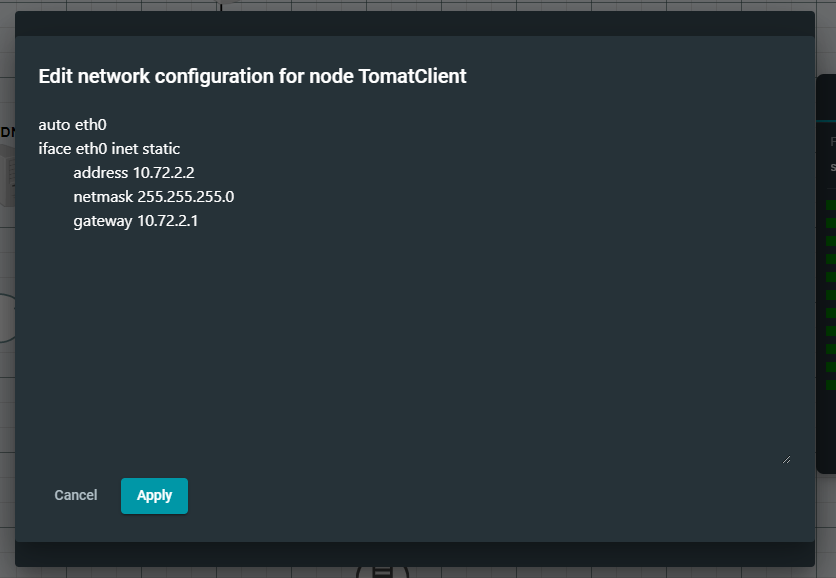 Edit network configuration for node TomatClient
auto eth0
iface eth0 inet static
address 10.72.2.2
netmask 255.255.255.0
gateway 10.72.2.1
Cancel
Apply